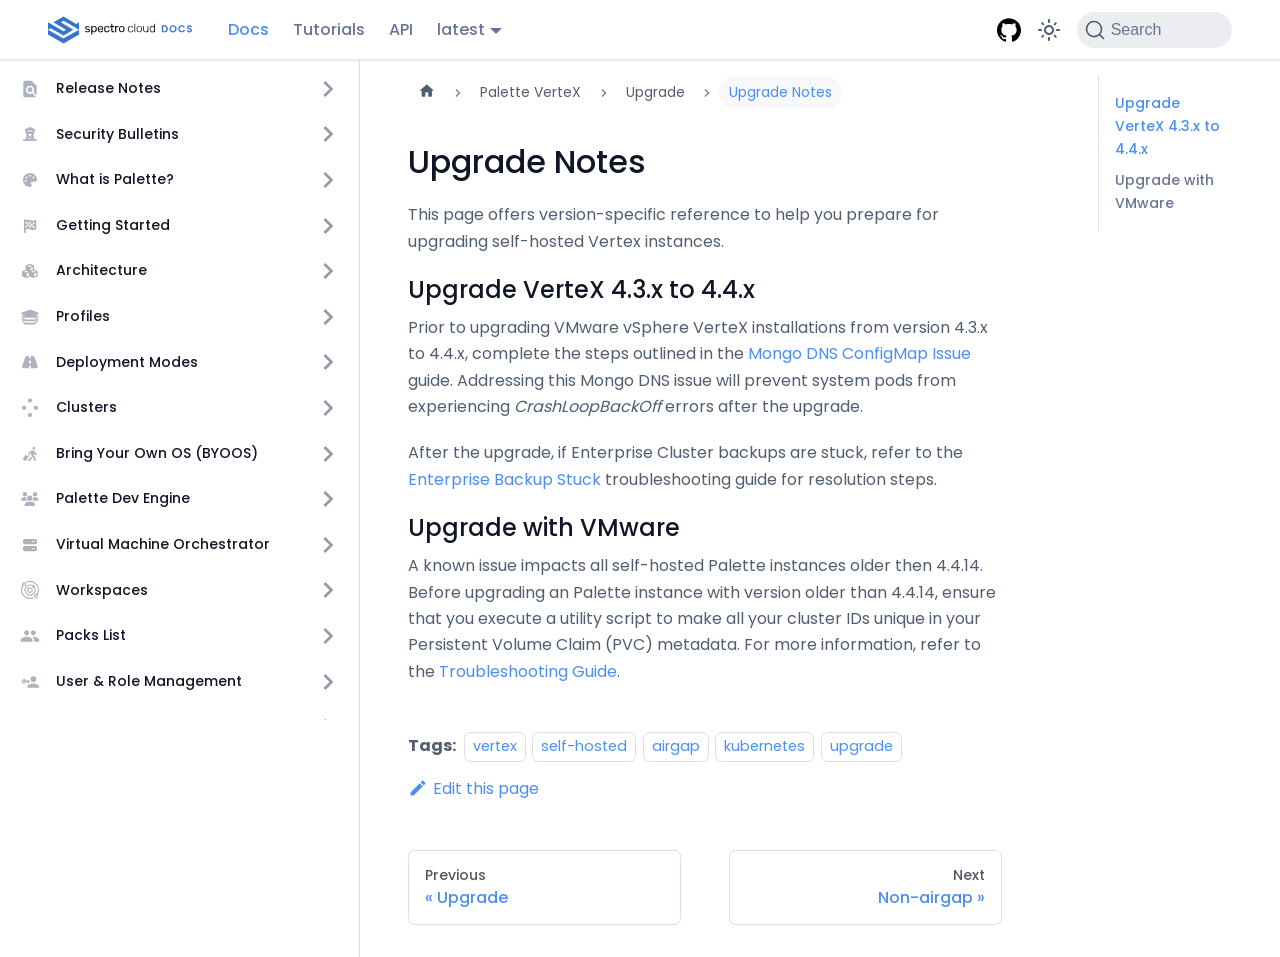 spectro cloud DOCS
Docs
Tutorials
API
latest
Search
Release Notes
Security Bulletins
What is Palette?
Getting Started
Architecture
Profiles
Deployment Modes
Clusters
Bring Your Own OS (BYOOS)
Palette Dev Engine
Virtual Machine Orchestrator
Workspaces
Packs List
User & Role Management
Palette VerteX
Upgrade
Upgrade Notes
Upgrade Notes
This page offers version-specific reference to help you prepare for
upgrading self-hosted Vertex instances.
Upgrade VerteX 4.3.x to 4.4.x
Prior to upgrading VMware vSphere VerteX installations from version 4.3.x
to 4.4.x, complete the steps outlined in the Mongo DNS ConfigMap Issue
guide. Addressing this Mongo DNS issue will prevent system pods from
experiencing CrashLoopBackOff errors after the upgrade.
After the upgrade, if Enterprise Cluster backups are stuck, refer to the
Enterprise Backup Stuck troubleshooting guide for resolution steps.
Upgrade with VMware
A known issue impacts all self-hosted Palette instances older then 4.4.14.
Before upgrading an Palette instance with version older than 4.4.14, ensure
that you execute a utility script to make all your cluster IDs unique in your
Persistent Volume Claim (PVC) metadata. For more information, refer to
the Troubleshooting Guide.
Tags: vertex self-hosted airgap kubernetes upgrade
Edit this page
Previous
« Upgrade
Next
Non-airgap »
Upgrade
VerteX 4.3.x to
4.4.x
Upgrade with
VMware